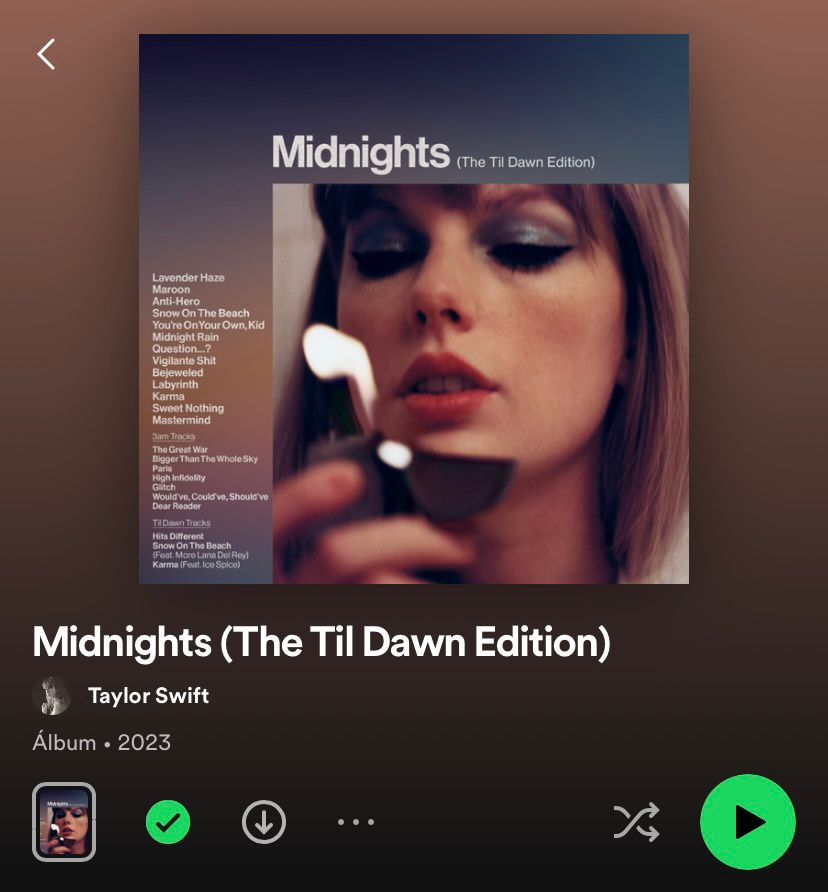 Midnights (The Til Dawn Edition)
Lavender Haze
Maroon
Anti-Hero
Snow On The Beach
You're On Your Own, Kid
Midnight Rain
Question...?
Vigilante Shit
Bejeweled
Labyrinth
Karma
Sweet Nothing
Mastermind
3am Tracks
The Great War
Bigger Than The Whole Sky
Paris
High Infidelity
Glitch
Would've, Could've, Should've
Dear Reader
Til Dawn Tracks
Hits Different
Snow On The Beach
(Feat. More Lana Del Rey)
Karma (Feat. Ice Spice)
Midnights (The Til Dawn Edition)
Taylor Swift
Álbum • 2023
Midnights